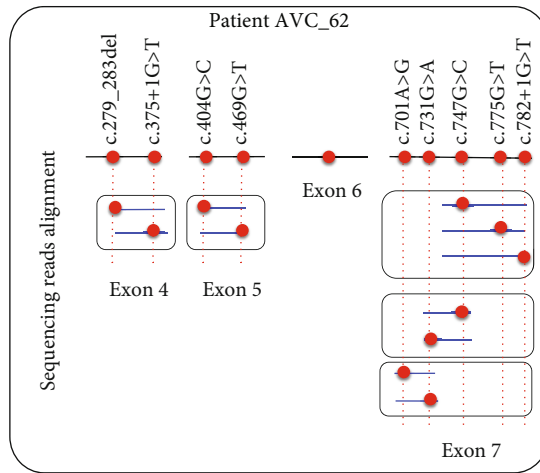 Patient AVC_62
c.279_283del
c.375+1G>T
c.404G>C
c.469G>T
c.701A>G
c.731G>A
c.747G>C
c.775G>T
c.782+1G>T
Sequencing reads alignment
Exon 4
Exon 5
Exon 6
Exon 7